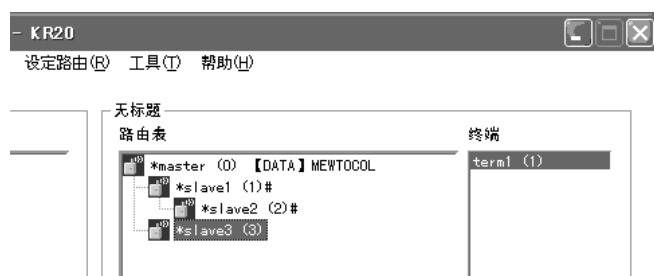 - KR20
设定路由(R) 工具(T) 帮助(H)
无标题
路由表
终端
*master (0) 【DATA】MEWTOCOL
term1 (1)
*slave1 (1)#
*slave2 (2)#
*slave3 (3)